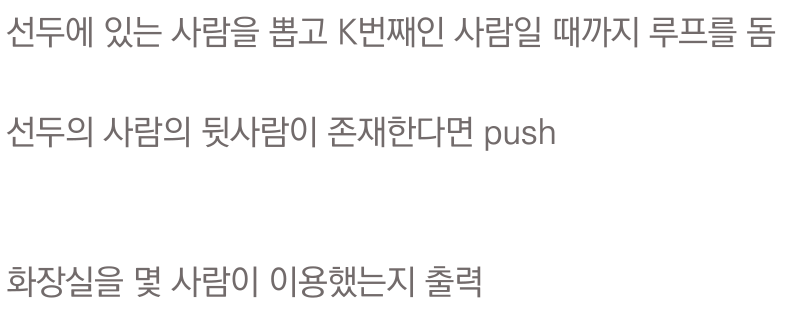 선두에 있는 사람을 뽑고 K번째인 사람일 때까지 루프를 돔
선두의 사람의 뒷사람이 존재한다면 push
화장실을 몇 사람이 이용했는지 출력